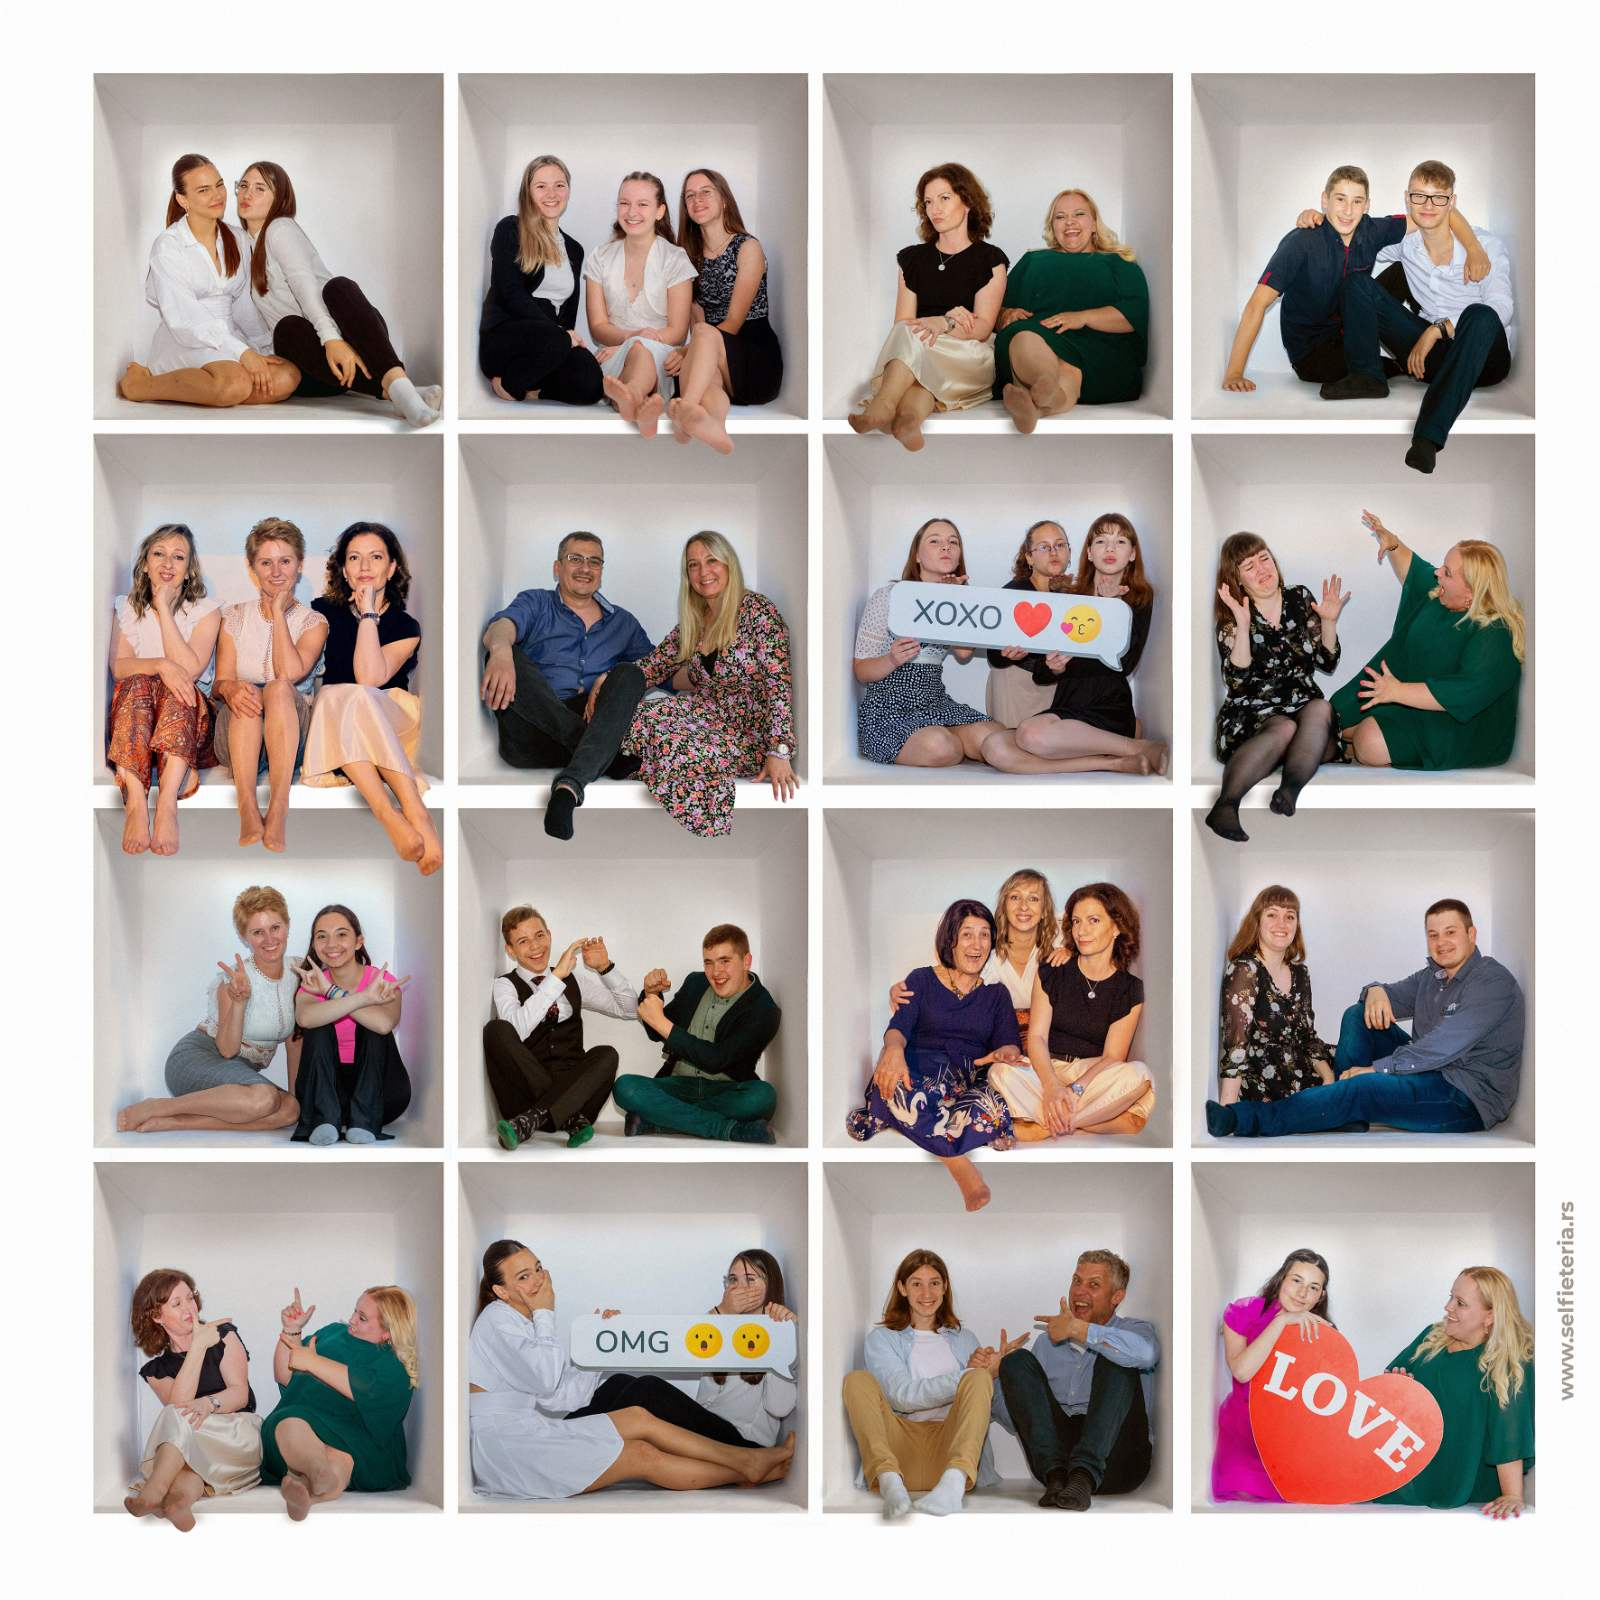 XOXO ❤️ 😚
OMG 😮 😮
LOVE
www.selfieteria.rs